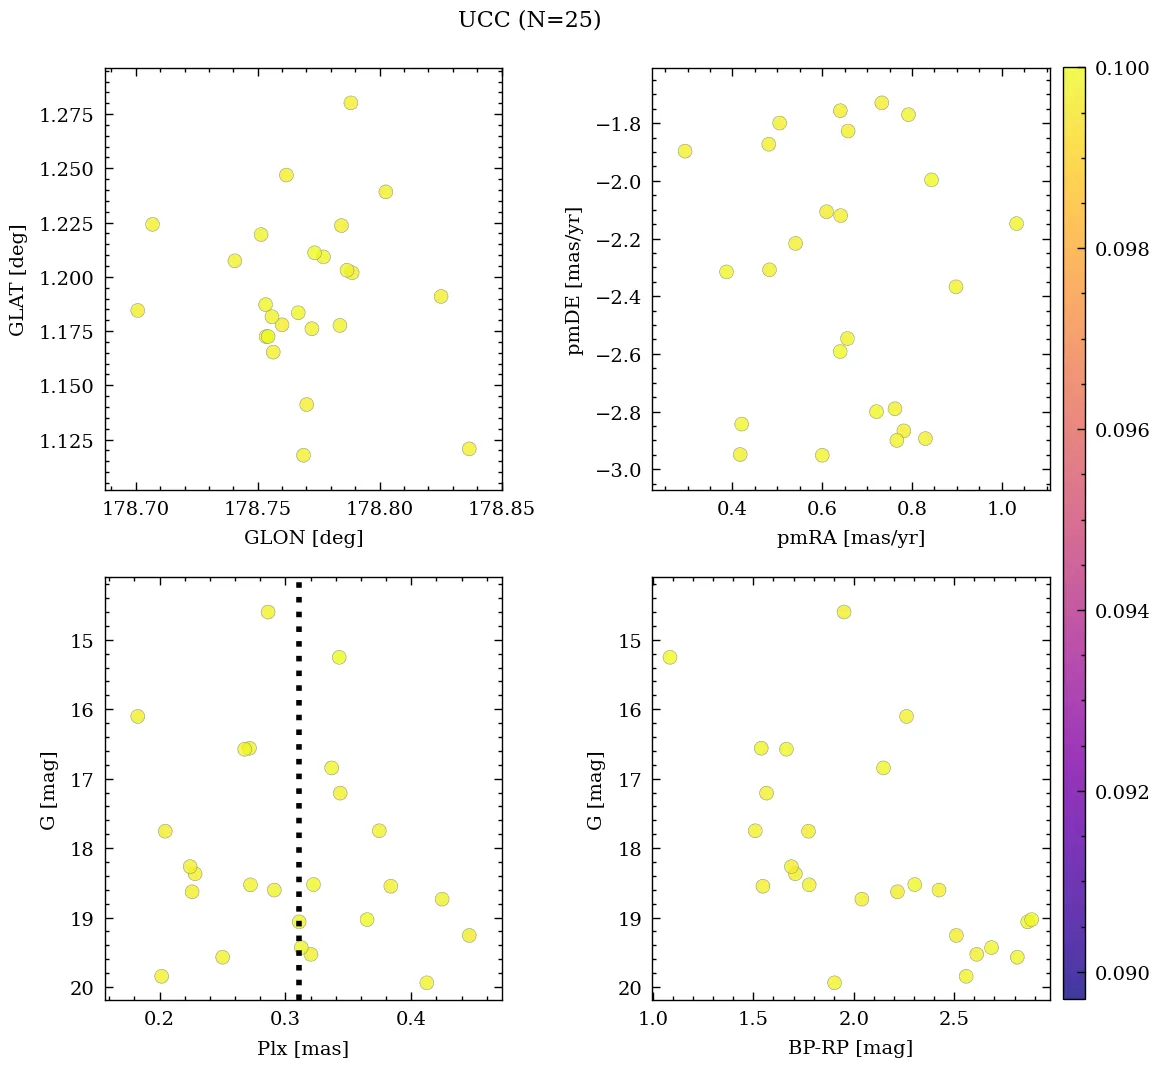 UCC (N=25)
1.275
1.250
1.225
1.200
1.175
1.150
1.125
GLAT [deg]
178.70 178.75 178.80 178.85
GLON [deg]
−1.8
−2.0
−2.2
−2.4
−2.6
−2.8
−3.0
pmDE [mas/yr]
0.4 0.6 0.8 1.0
pmRA [mas/yr]
0.100
0.098
0.096
0.094
0.092
0.090
15
16
17
18
19
20
G [mag]
0.2 0.3 0.4
Plx [mas]
15
16
17
18
19
20
G [mag]
1.0 1.5 2.0 2.5
BP-RP [mag]